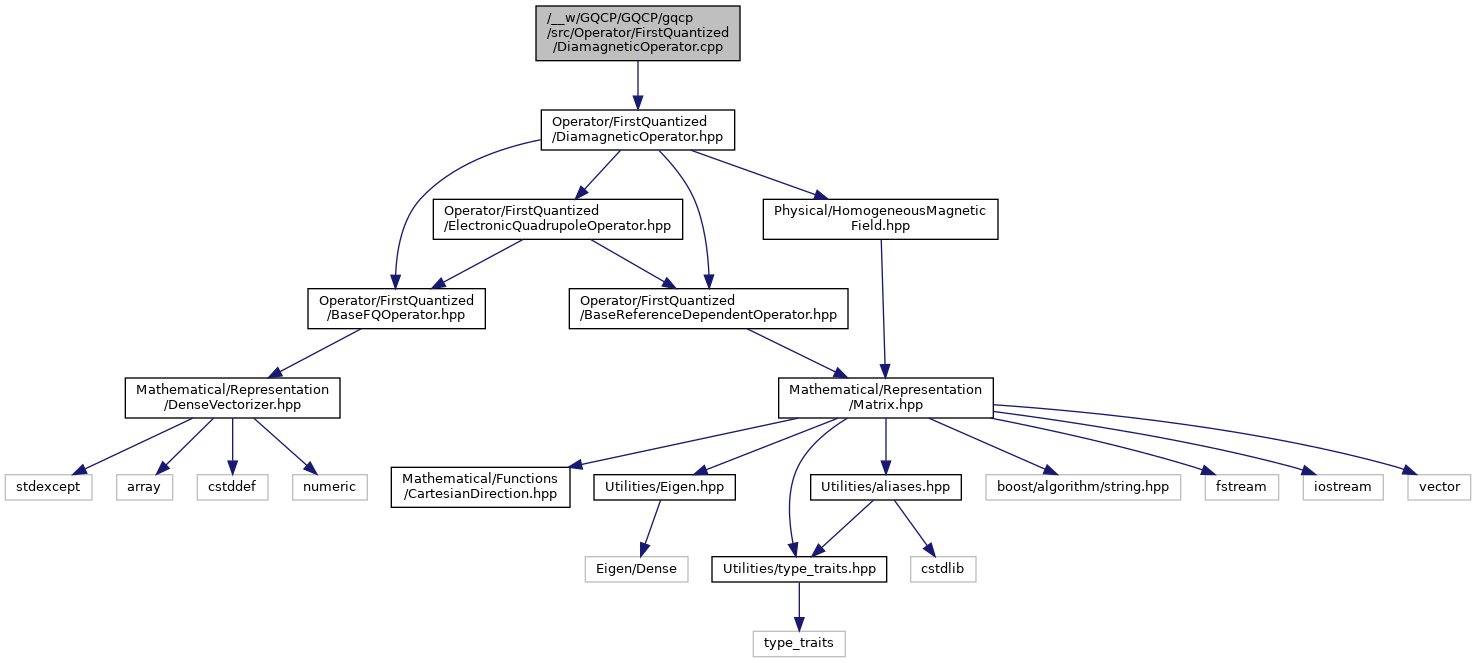 /__w/GQCP/GQCP/gqcp
/src/Operator/FirstQuantized
/DiamagneticOperator.cpp
Operator/FirstQuantized
/DiamagneticOperator.hpp
Operator/FirstQuantized
/ElectronicQuadrupoleOperator.hpp
Physical/HomogeneousMagnetic
Field.hpp
Operator/FirstQuantized
/BaseFQOperator.hpp
Operator/FirstQuantized
/BaseReferenceDependentOperator.hpp
Mathematical/Representation
/DenseVectorizer.hpp
Mathematical/Representation
/Matrix.hpp
stdexcept
array
cstddef
numeric
Mathematical/Functions
/CartesianDirection.hpp
Utilities/Eigen.hpp
Utilities/aliases.hpp
boost/algorithm/string.hpp
fstream
iostream
vector
Eigen/Dense
Utilities/type_traits.hpp
cstdlib
type_traits